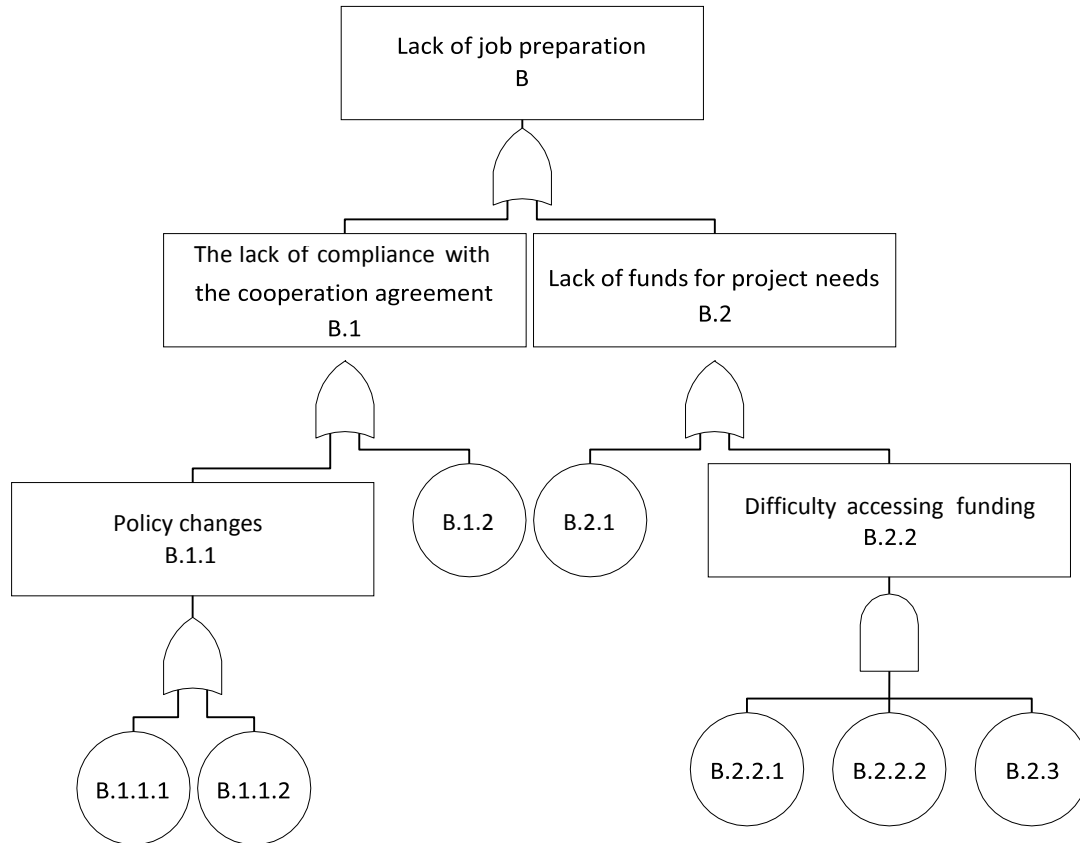 Lack of job preparation
B
The lack of compliance with
the cooperation agreement
B.1
Lack of funds for project needs
B.2
Policy changes
B.1.1
B.1.2
B.2.1
Difficulty accessing funding
B.2.2
B.1.1.1
B.1.1.2
B.2.2.1
B.2.2.2
B.2.3